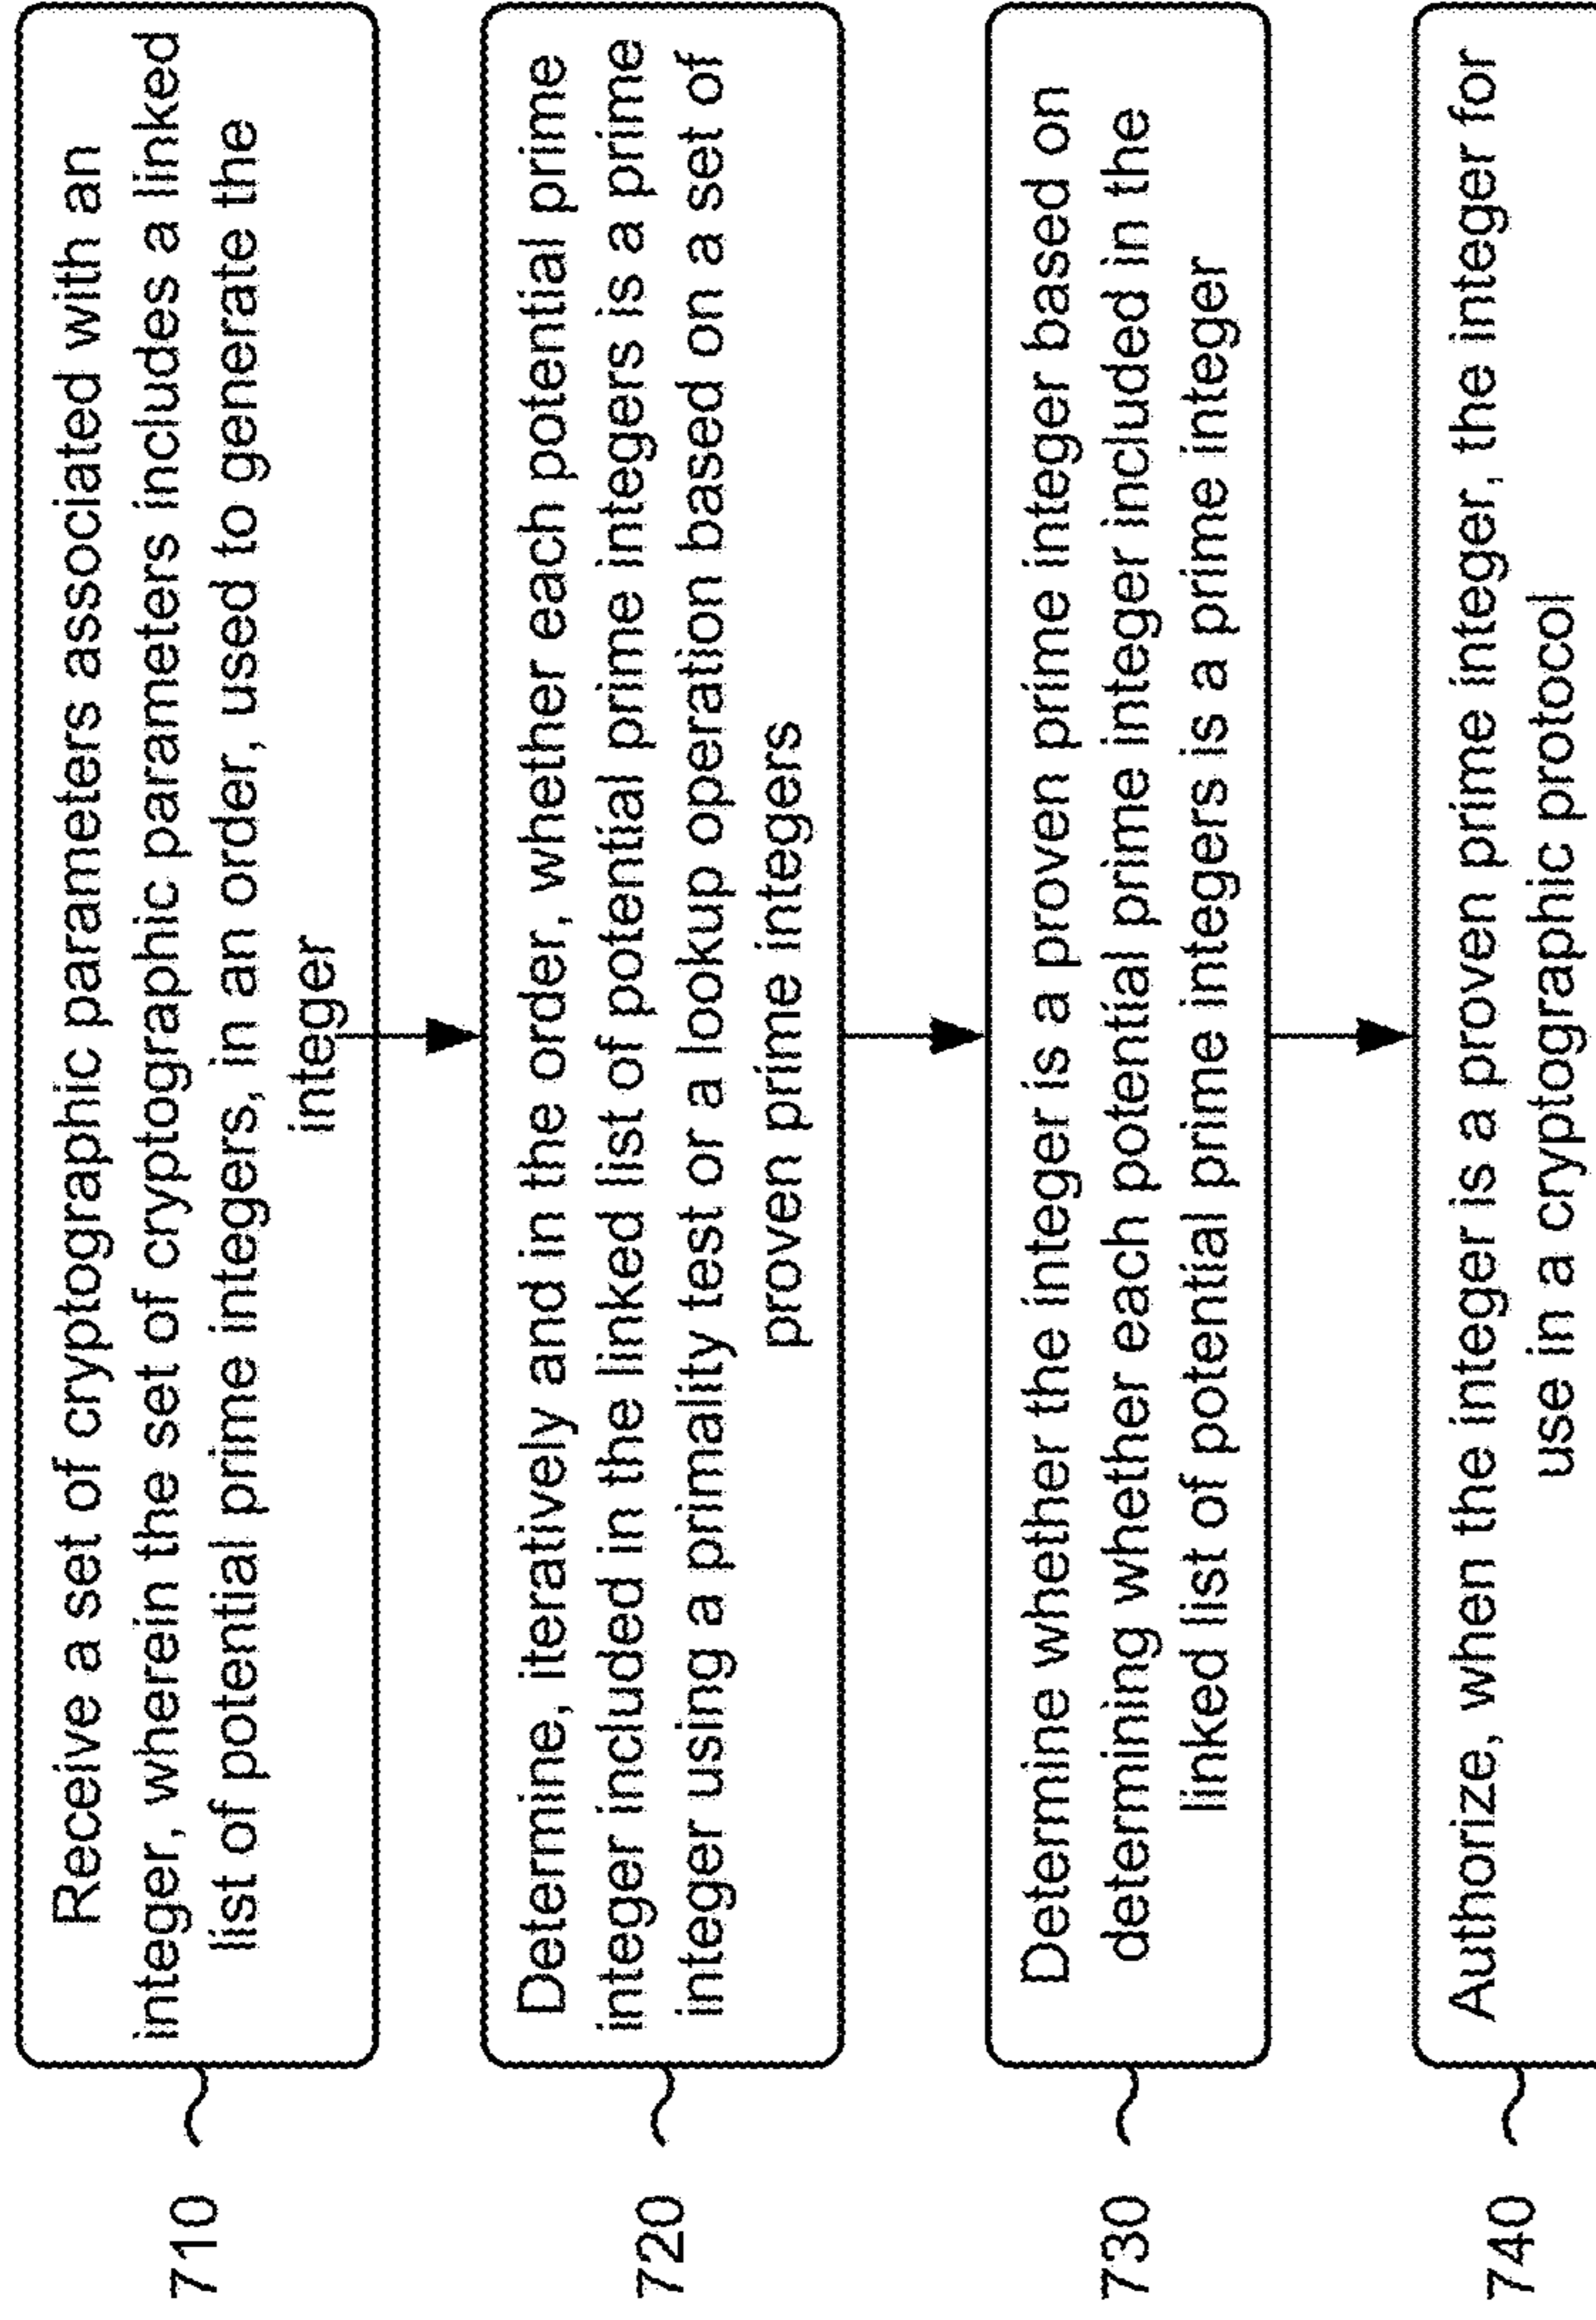 710
Receive a set of cryptographic parameters associated with an
integer, wherein the set of cryptographic parameters includes a linked
list of potential prime integers, in an order, used to generate the
integer
720
Determine, iteratively and in the order, whether each potential prime
integer included in the linked list of potential prime integers is a prime
integer using a primality test or a lookup operation based on a set of
proven prime integers
730
Determine whether the integer is a proven prime integer based on
determining whether each potential prime integer included in the
linked list of potential prime integers is a prime integer
740
Authorize, when the integer is a proven prime integer, the integer for
use in a cryptographic protocol